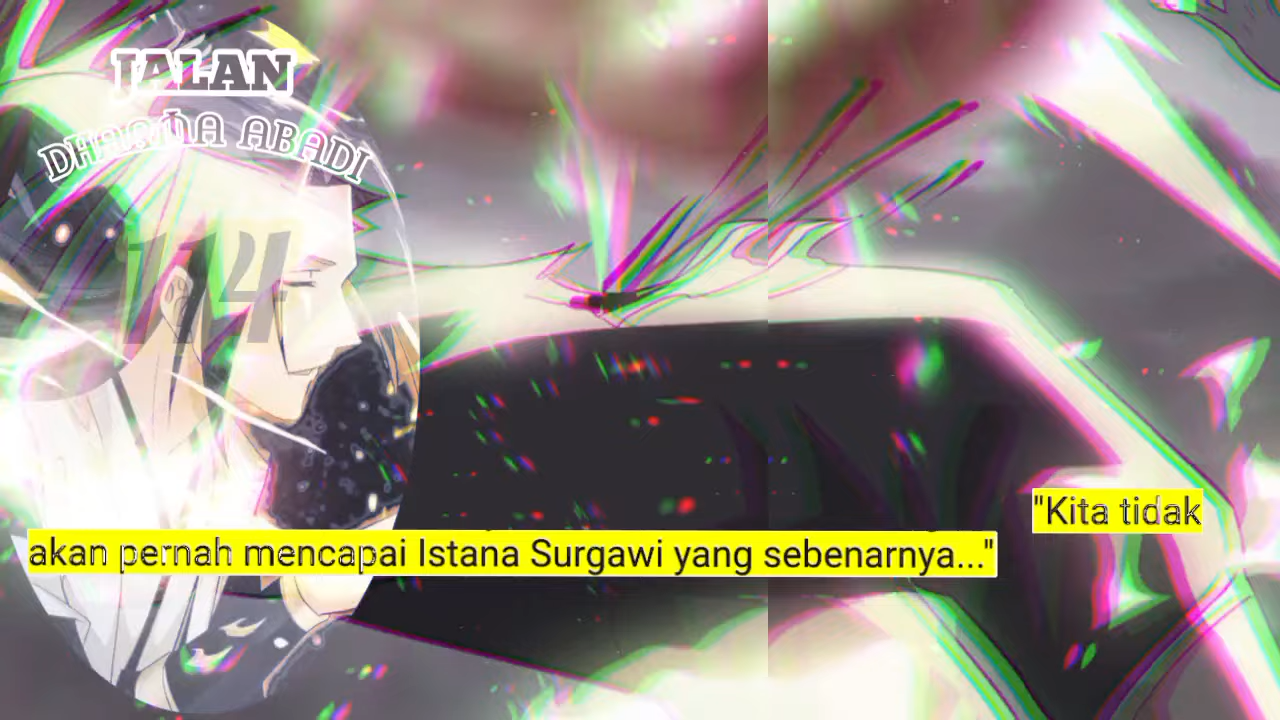 JALAN
DHARMA ABADI
114
"Kita tidak
akan pernah mencapai Istana Surgawi yang sebenarnya..."